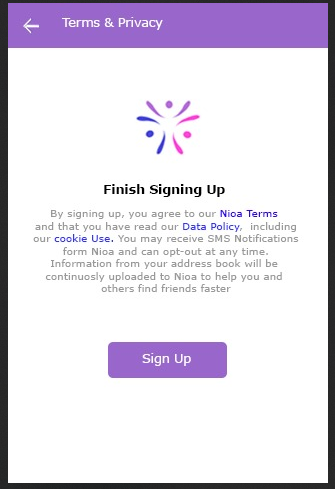 Terms & Privacy
Finish Signing Up
By signing up, you agree to our Nioa Terms
and that you have read our Data Policy, including
our cookie Use. You may receive SMS Notifications
form Nioa and can opt-out at any time.
Information from your address book will be
continuosly uploaded to Nioa to help you and
others find friends faster
Sign Up